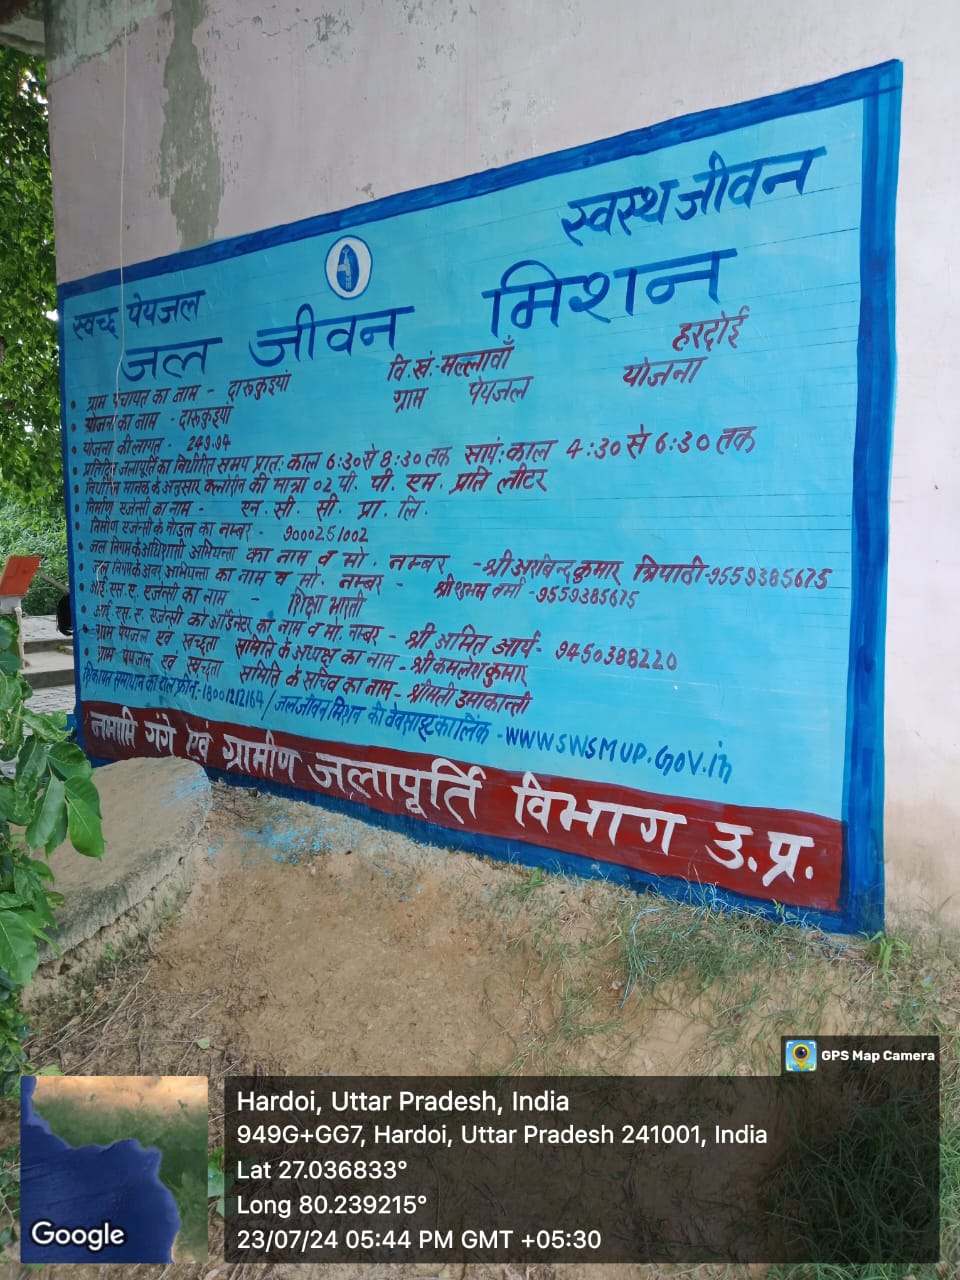 स्वच्छ पेयजल
स्वस्थ जीवन
जल जीवन मिशन
वि.खं.-मल्लावाँ हरदोई
ग्राम पेयजल योजना
• ग्राम पंचायत का नाम - दारूकुइयां
• योजना का नाम - दारूकुइयां
• योजना की लागत - 249.94
• प्रतिदिन जलापूर्ति का निर्धारित समय प्रातः काल 6:30 से 8:30 तक सायं:काल 4:30 से 6:30 तक
• निर्धारित मानक के अनुसार क्लोरीन की मात्रा 02 पी. पी. एम. प्रति लीटर
• निर्माण एजेन्सी का नाम - एन. सी. सी. प्रा. लि.
• निर्माण एजेन्सी के नोडल का नम्बर - 9000251002
• जल निगम के अधिशासी अभियन्ता का नाम व मो. नम्बर - श्री अरविन्द कुमार त्रिपाठी-9559385675
• जल निगम के अवर अभियन्ता का नाम व मो. नम्बर - श्री शुभम वर्मा -9559385675
• आई.एस.ए. एजेन्सी का नाम - शिक्षा भारती
• आई.एस.ए. एजेन्सी को ऑर्डिनेटर का नाम व मो. नम्बर - श्री अमित आर्य- 9450388220
• ग्राम पेयजल एवं स्वच्छता समिति के अध्यक्ष का नाम - श्री कमलेश कुमार
• ग्राम पेयजल एवं स्वच्छता समिति के सचिव का नाम - श्रीमती उमाकान्ती
शिकायत समाधान का टोल फ्री नं.-18001212164 / जल जीवन मिशन की वेबसाइट का लिंक - WWWSWSMUP.GOV.in
नमामि गंगे एवं ग्रामीण जलापूर्ति विभाग उ.प्र.
GPS Map Camera
Hardoi, Uttar Pradesh, India
949G+GG7, Hardoi, Uttar Pradesh 241001, India
Lat 27.036833°
Long 80.239215°
23/07/24 05:44 PM GMT +05:30
Google